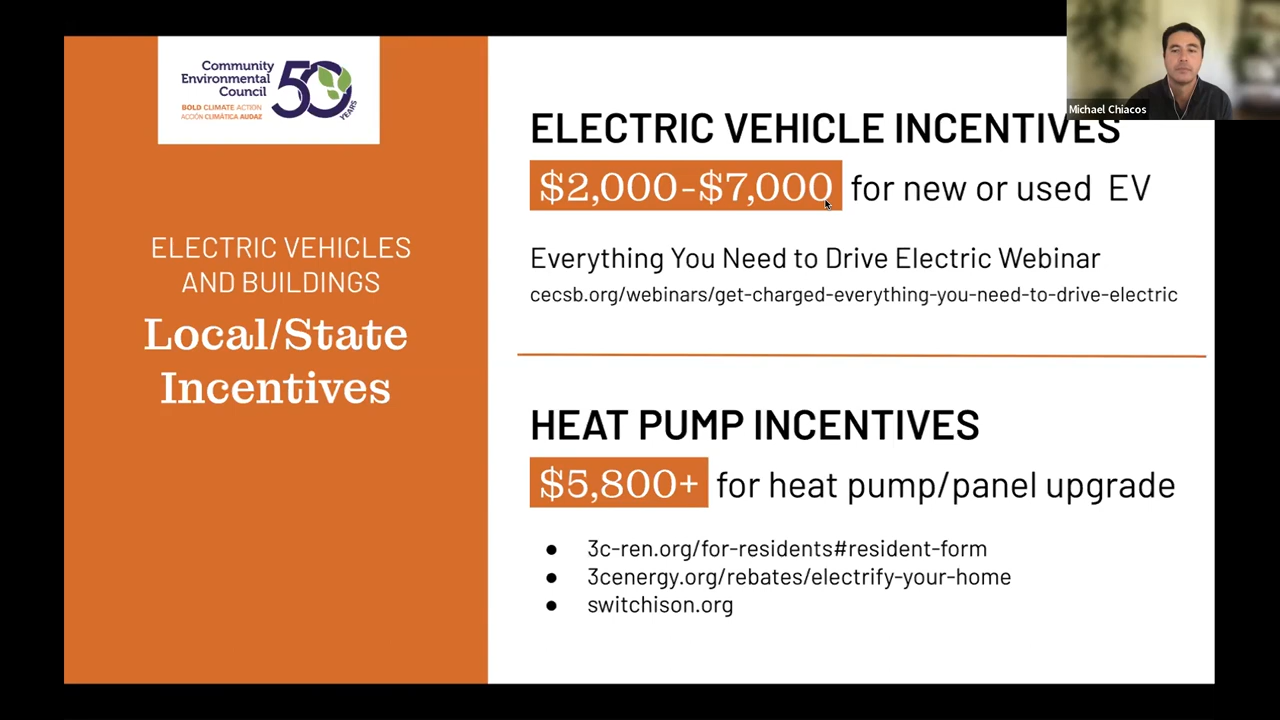 Community
Environmental
Council
50
YEARS
BOLD CLIMATE ACTION
ACCIÓN CLIMÁTICA AUDAZ
ELECTRIC VEHICLES
AND BUILDINGS
Local/State
Incentives
Michael Chiacos
ELECTRIC VEHICLE INCENTIVES
$2,000-$7,000 for new or used EV
Everything You Need to Drive Electric Webinar
cecsb.org/webinars/get-charged-everything-you-need-to-drive-electric
HEAT PUMP INCENTIVES
$5,800+ for heat pump/panel upgrade
● 3c-ren.org/for-residents#resident-form
● 3cenergy.org/rebates/electrify-your-home
● switchison.org